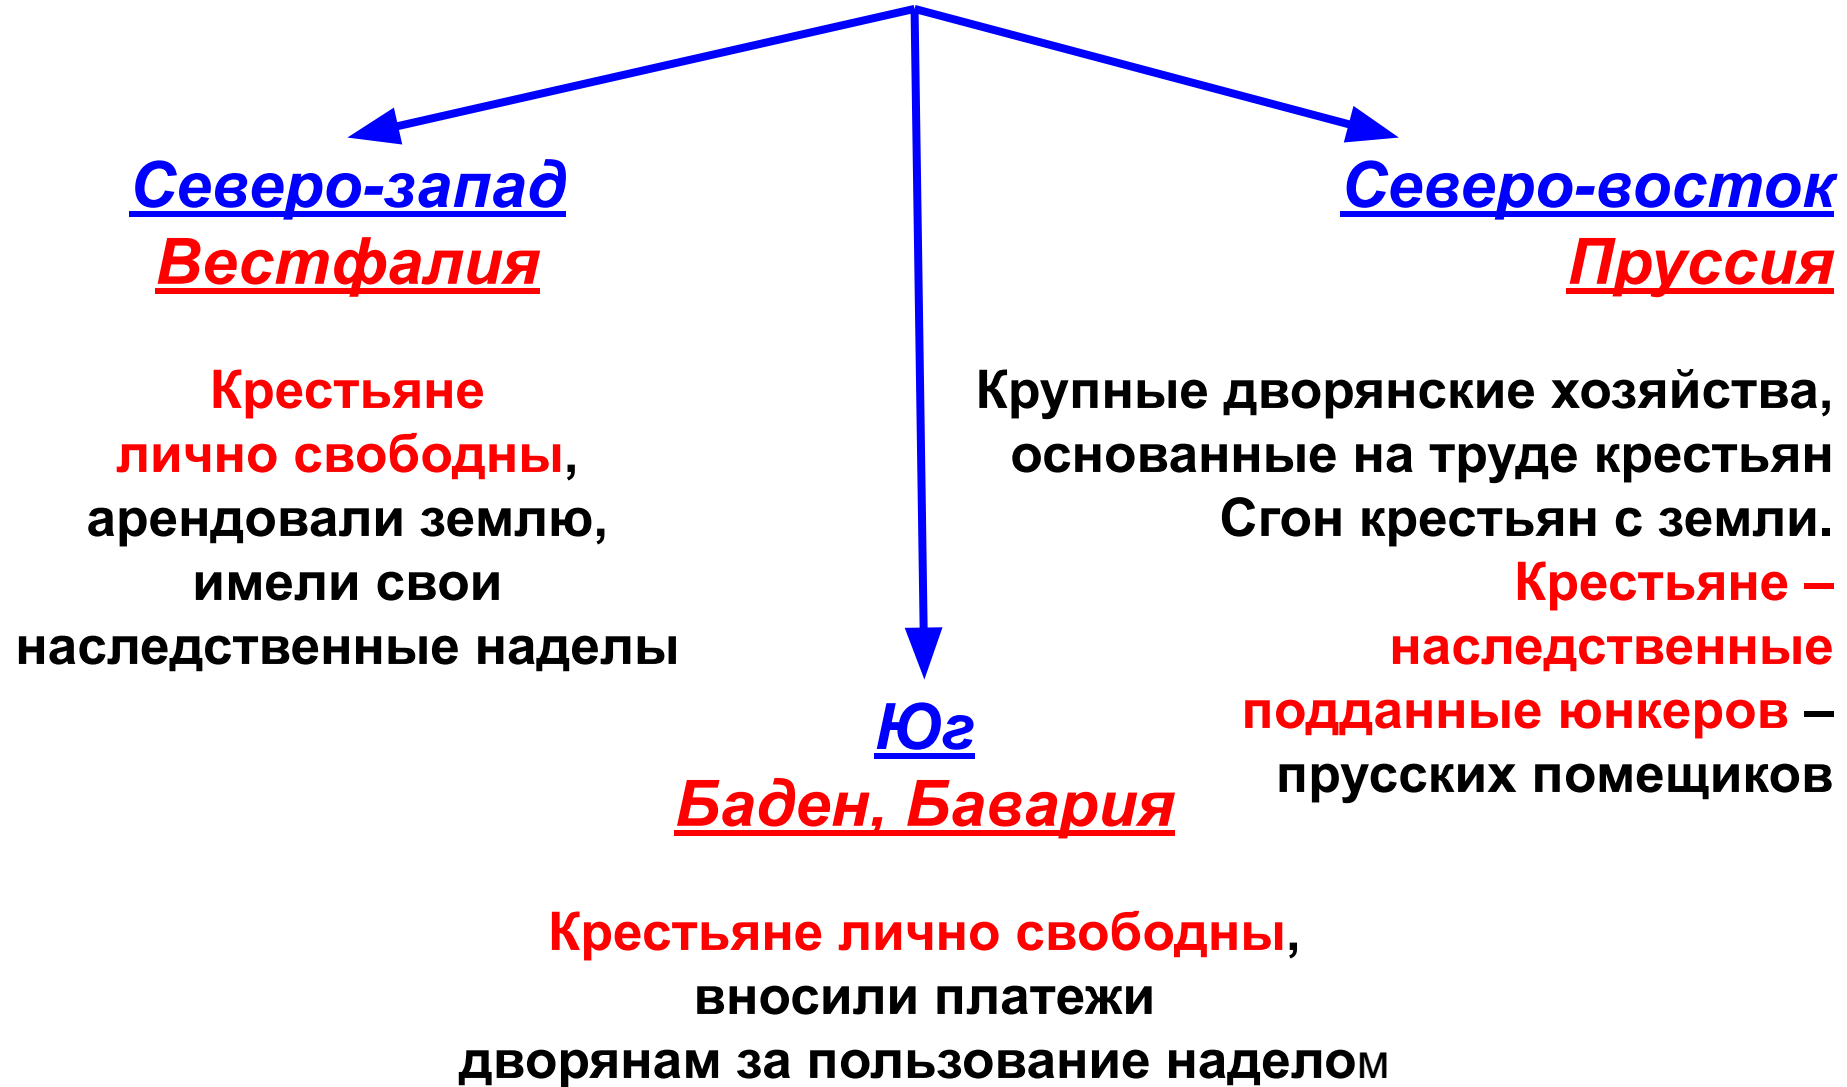 Северо-запад
Вестфалия
Крестьяне
лично свободны,
арендовали землю,
имели свои
наследственные наделы
Северо-восток
Пруссия
Крупные дворянские хозяйства,
основанные на труде крестьян
Сгон крестьян с земли.
Крестьяне –
наследственные
подданные юнкеров –
прусских помещиков
Юг
Баден, Бавария
Крестьяне лично свободны,
вносили платежи
дворянам за пользование наделом